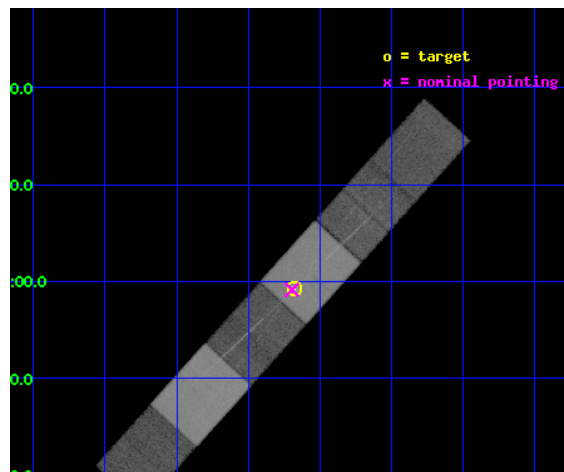 o = target
x = nominal pointing
0.0
0.0
:00.0
0.0